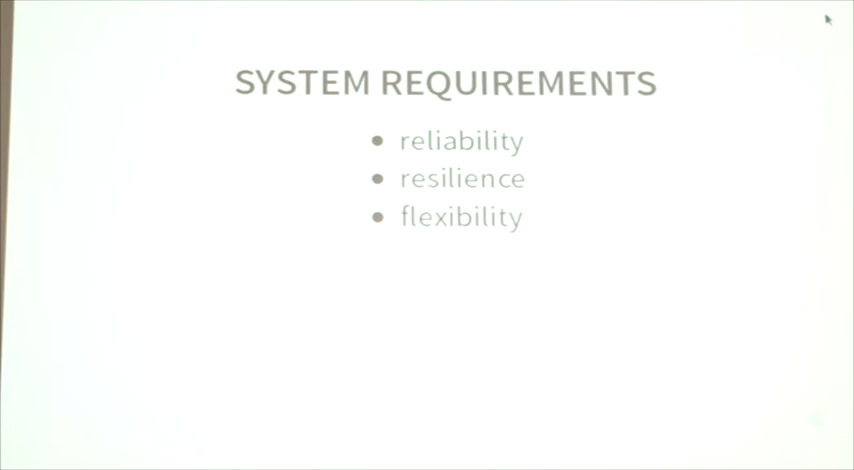 SYSTEM REQUIREMENTS
• reliability
• resilience
• flexibility